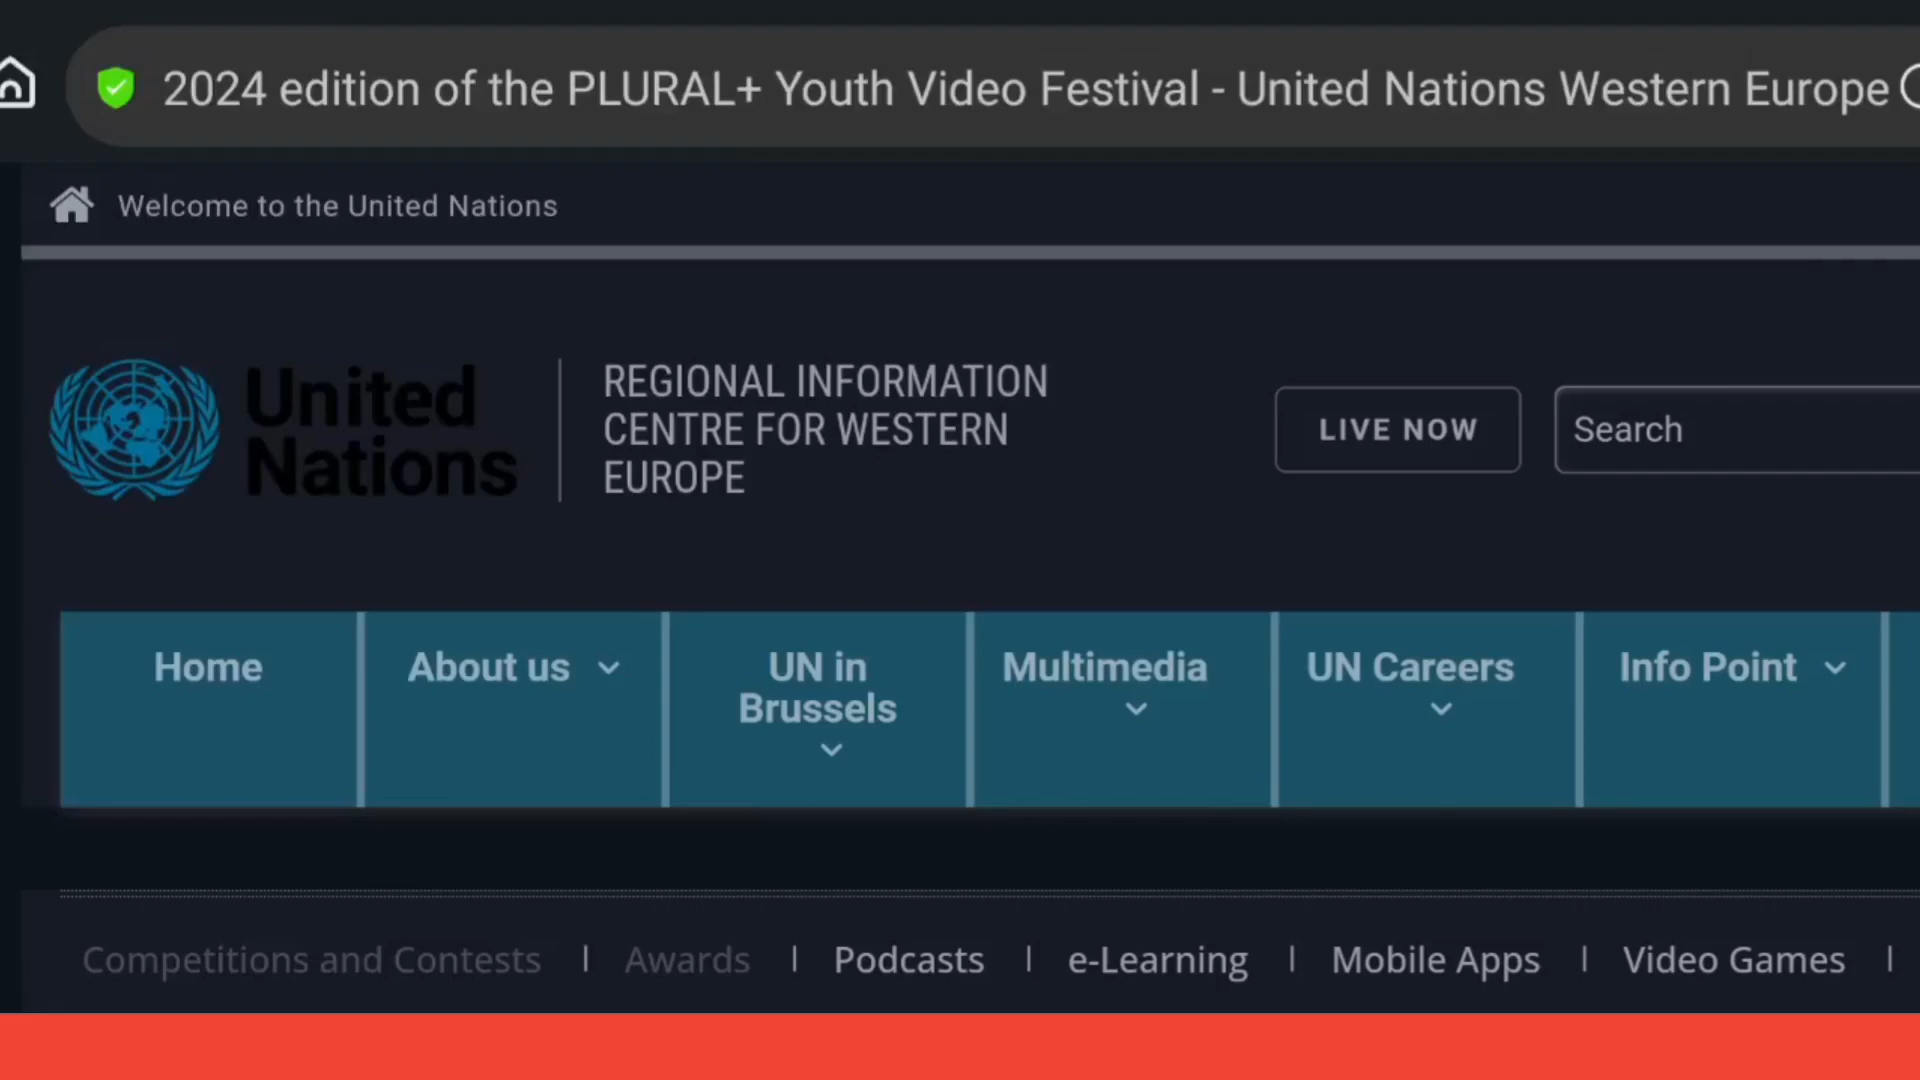 2024 edition of the PLURAL+ Youth Video Festival - United Nations Western Europe
Welcome to the United Nations
United
Nations
REGIONAL INFORMATION
CENTRE FOR WESTERN
EUROPE
LIVE NOW
Search
Home
About us
UN in
Brussels
Multimedia
UN Careers
Info Point
Competitions and Contests | Awards | Podcasts | e-Learning | Mobile Apps | Video Games |